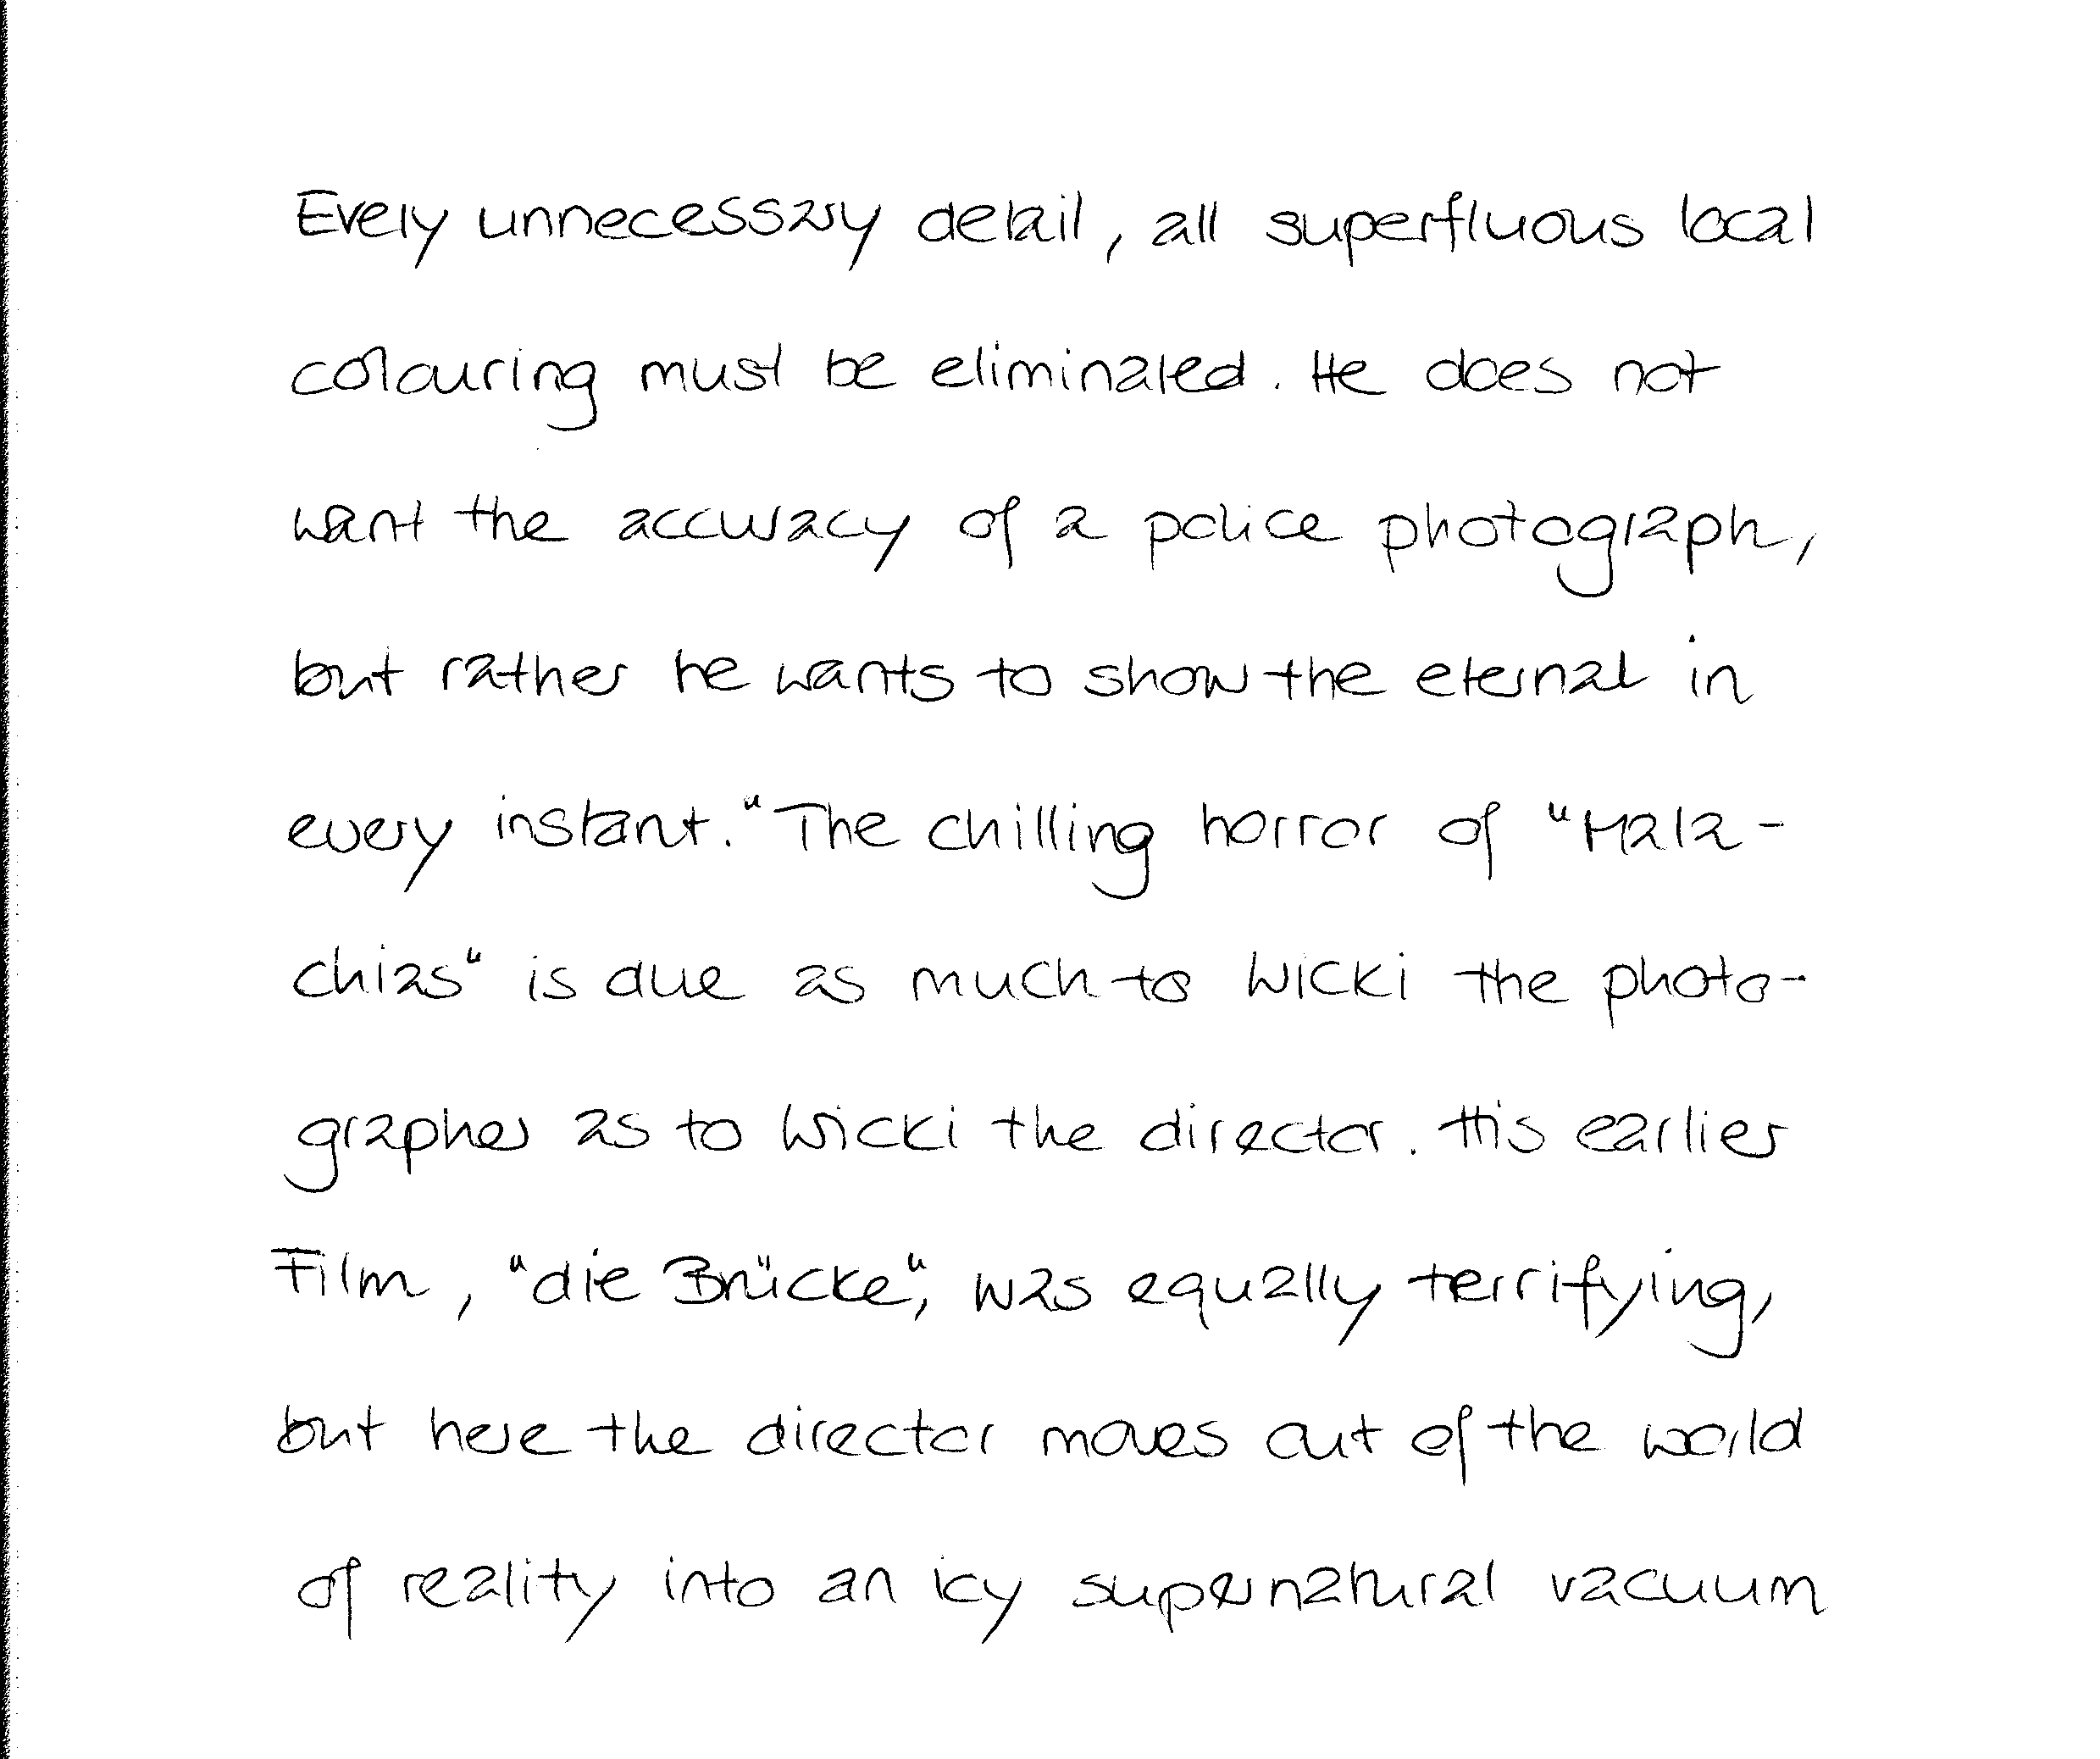 Every unnecessary detail, all superfluous local
colouring must be eliminated. He does not
want the accuracy of a police photograph,
but rather he wants to show the eternal in
every instant." The chilling horror of "Mala-
chias" is due as much to Wicki the photo-
grapher as to Wicki the director. His earlier
Film, "die Brücke", was equally terrifying,
but here the director moves out of the world
of reality into an icy supernatural vacuum